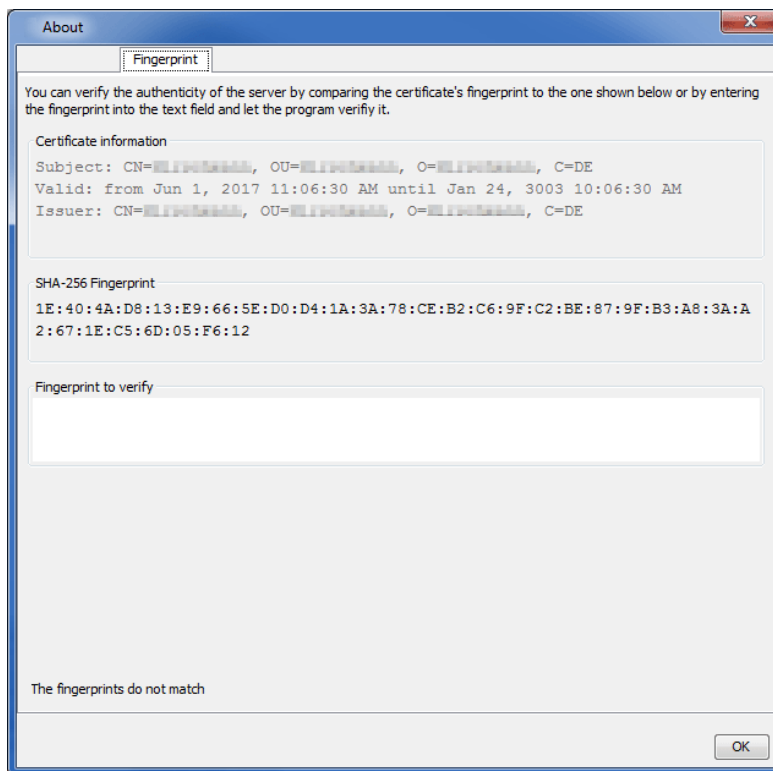 About
Fingerprint
You can verify the authenticity of the server by comparing the certificate's fingerprint to the one shown below or by entering
the fingerprint into the text field and let the program verifiy it.
Certificate information
Subject: CN=, OU=, O=, C=DE
Valid: from Jun 1, 2017 11:06:30 AM until Jan 24, 3003 10:06:30 AM
Issuer: CN=, OU=, O=, C=DE
SHA-256 Fingerprint
1E:40:4A:D8:13:E9:66:5E:D0:D4:1A:3A:78:CE:B2:C6:9F:C2:BE:87:9F:B3:A8:3A:A
2:67:1E:C5:6D:05:F6:12
Fingerprint to verify
The fingerprints do not match
OK